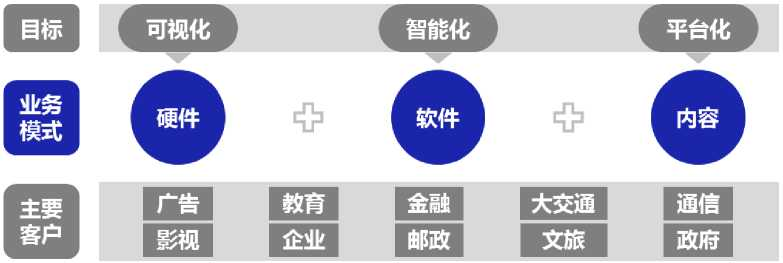 目标
可视化
智能化
平台化
业务
模式
硬件
软件
内容
主要
客户
广告
教育
金融
大交通
通信
影视
企业
邮政
文旅
政府